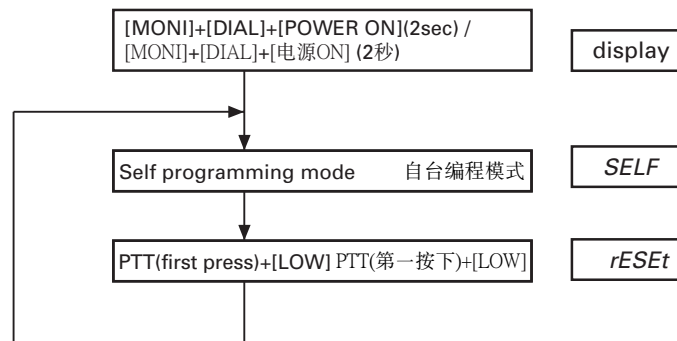 [MONI]+[DIAL]+[POWER ON](2sec) /
[MONI]+[DIAL]+[电源ON] (2秒)
display
Self programming mode 自台编程模式
SELF
PTT(first press)+[LOW] PTT(第一按下)+[LOW]
rESEt